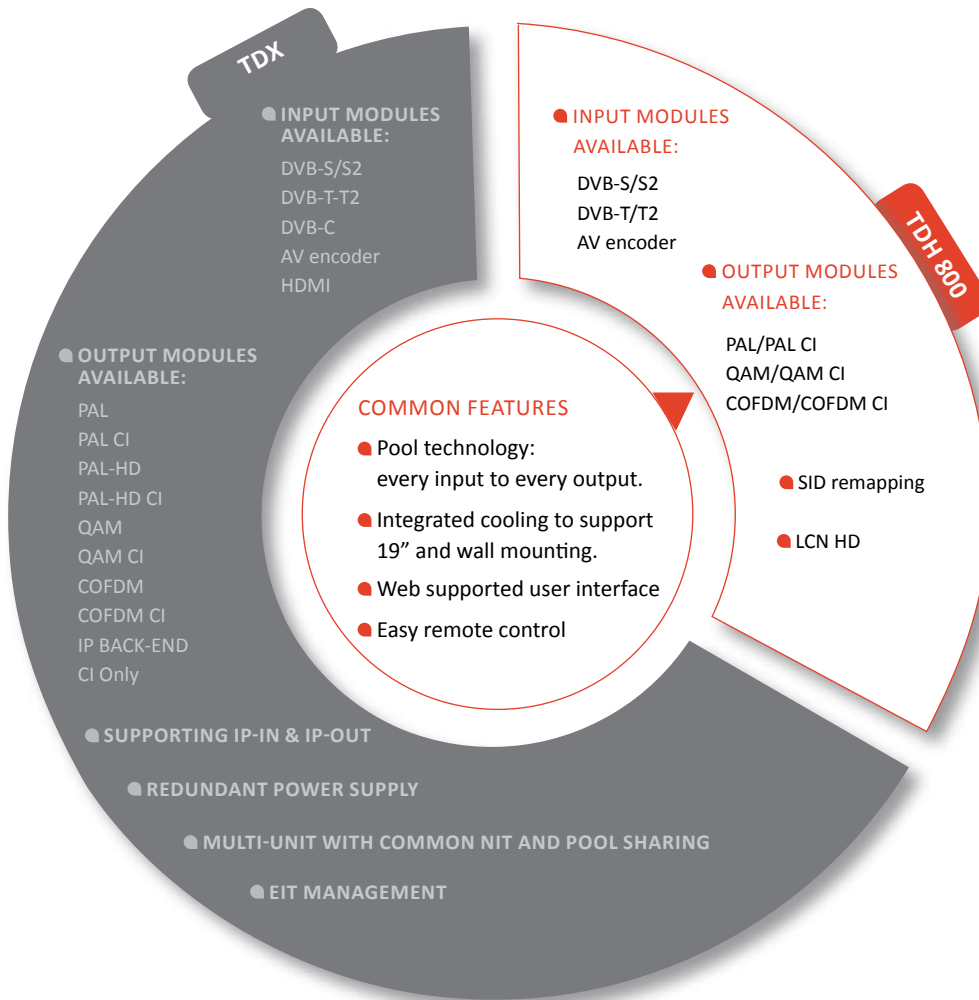 TDX
INPUT MODULES
AVAILABLE:
DVB-S/S2
DVB-T-T2
DVB-C
AV encoder
HDMI
OUTPUT MODULES
AVAILABLE:
PAL
PAL CI
PAL-HD
PAL-HD CI
QAM
QAM CI
COFDM
COFDM CI
IP BACK-END
CI Only
SUPPORTING IP-IN & IP-OUT
REDUNDANT POWER SUPPLY
MULTI-UNIT WITH COMMON NIT AND POOL SHARING
EIT MANAGEMENT
COMMON FEATURES
Pool technology:
every input to every output.
Integrated cooling to support
19” and wall mounting.
Web supported user interface
Easy remote control
TDH 800
INPUT MODULES
AVAILABLE:
DVB-S/S2
DVB-T/T2
AV encoder
OUTPUT MODULES
AVAILABLE:
PAL/PAL CI
QAM/QAM CI
COFDM/COFDM CI
SID remapping
LCN HD